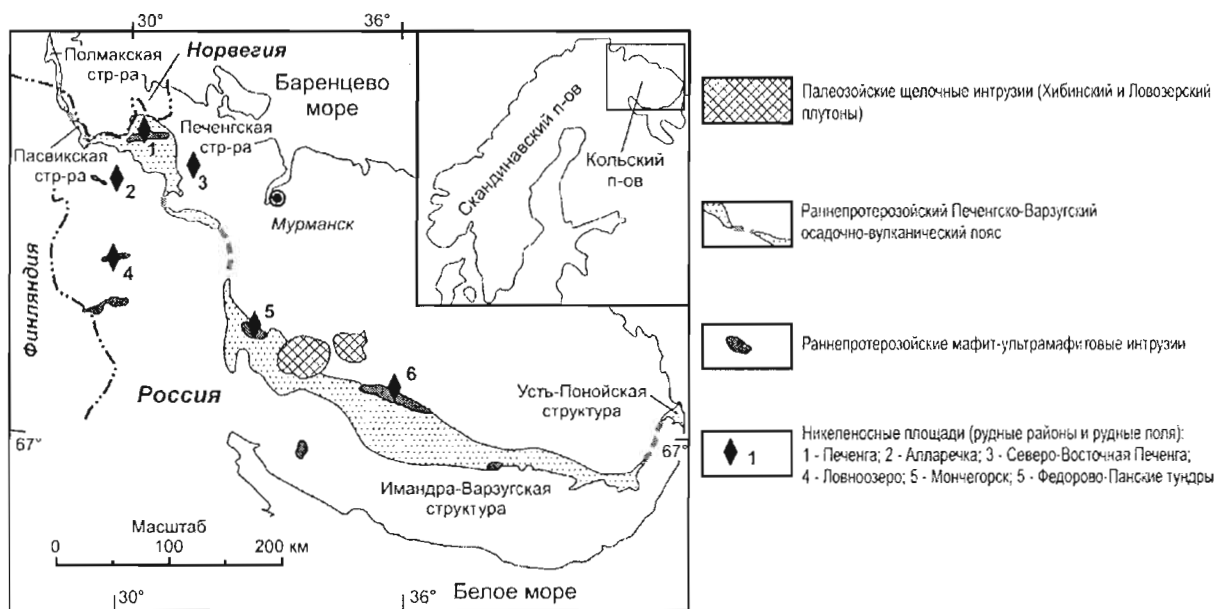 30°
36°
Полмакская
стр-ра
Норвегия
Баренцево
море
Печенгская
стр-ра
Пасвикская
стр-ра
1
2
3
Мурманск
4
Финляндия
5
6
Россия
Усть-Понойская
структура
67°
67°
Имандра-Варзугская
структура
Масштаб
0 100 200 км
Белое море
30°
36°
Скандинавский п-ов
Кольский
п-ов
Палеозойские щелочные интрузии (Хибинский и Ловозерский
плутоны)
Раннепротерозойский Печенгско-Варзугский
осадочно-вулканический пояс
Раннепротерозойские мафит-ультрамафитовые интрузии
1
Никеленосные площади (рудные районы и рудные поля):
1 - Печенга; 2 - Алларечка; 3 - Северо-Восточная Печенга;
4 - Ловноозеро; 5 - Мончегорск; 5 - Федорово-Панские тундры